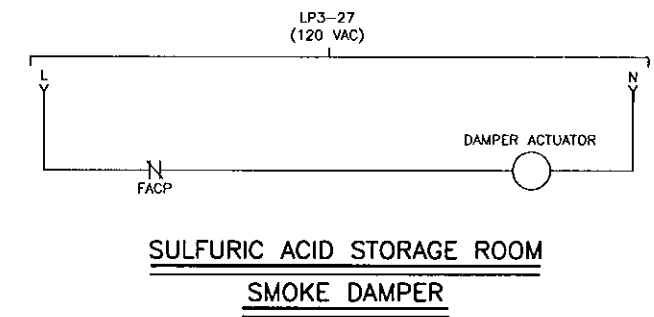 LP3-27
(120 VAC)
L
N
DAMPER ACTUATOR
FACP
SULFURIC ACID STORAGE ROOM
SMOKE DAMPER